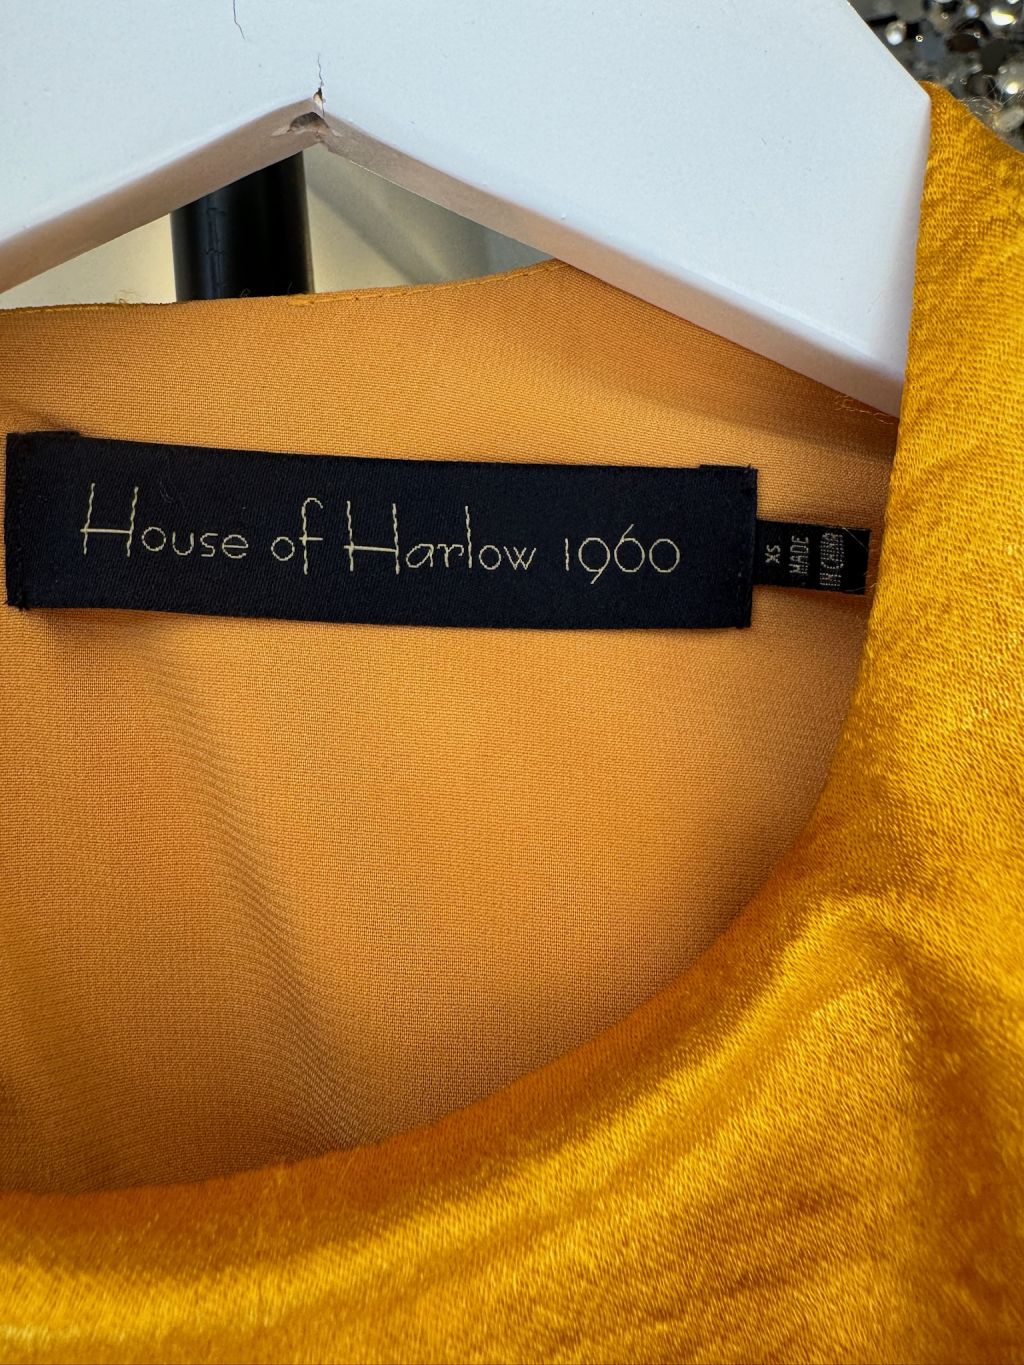 House of Harlow 1960
XS
MADE
IN CHINA